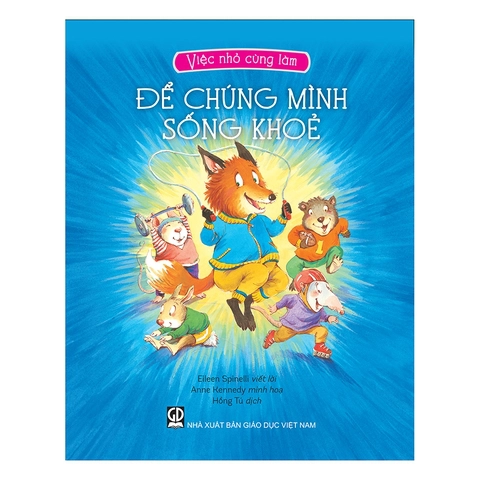 Việc nhỏ cùng làm
ĐỂ CHÚNG MÌNH
SỐNG KHOẺ
Eileen Spinelli viết lời
Anne Kennedy minh họa
Hồng Tú dịch
GD
NHÀ XUẤT BẢN GIÁO DỤC VIỆT NAM